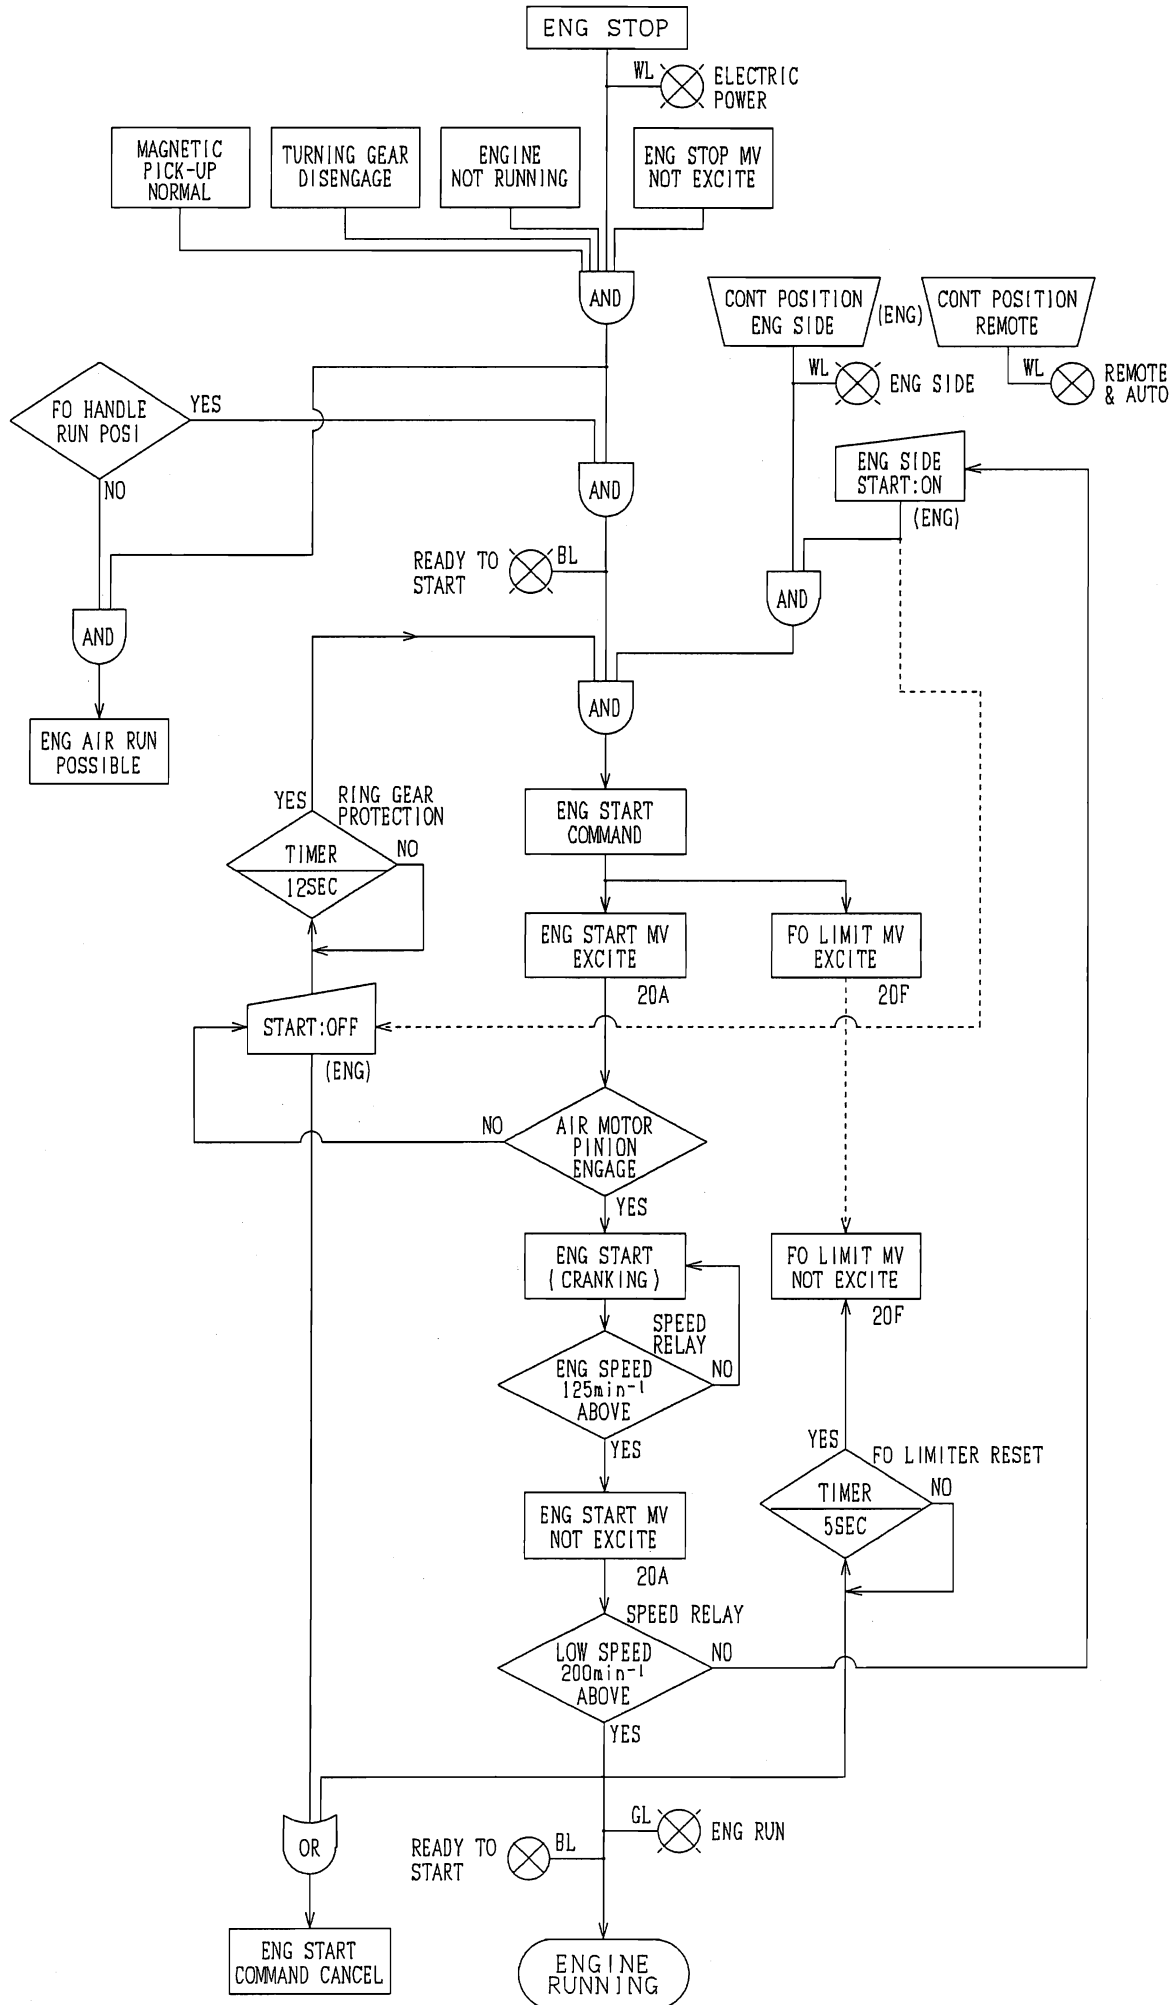 ENG STOP
WL
ELECTRIC
POWER
MAGNETIC
PICK-UP
NORMAL
TURNING GEAR
DISENGAGE
ENGINE
NOT RUNNING
ENG STOP MV
NOT EXCITE
AND
CONT POSITION
ENG SIDE
(ENG)
CONT POSITION
REMOTE
WL
ENG SIDE
WL
REMOTE
& AUTO
FO HANDLE
RUN POSI
YES
NO
AND
ENG SIDE
START:ON
(ENG)
READY TO
START
BL
AND
AND
AND
ENG AIR RUN
POSSIBLE
ENG START
COMMAND
YES
RING GEAR
PROTECTION
TIMER
12SEC
NO
ENG START MV
EXCITE
20A
FO LIMIT MV
EXCITE
20F
START:OFF
(ENG)
NO
AIR MOTOR
PINION
ENGAGE
YES
ENG START
(CRANKING)
FO LIMIT MV
NOT EXCITE
20F
SPEED
RELAY
ENG SPEED
125min⁻¹
ABOVE
NO
YES
YES
FO LIMITER RESET
TIMER
5SEC
NO
ENG START MV
NOT EXCITE
20A
SPEED RELAY
LOW SPEED
200min⁻¹
ABOVE
NO
YES
OR
GL
ENG RUN
READY TO
START
BL
ENG START
COMMAND CANCEL
ENGINE
RUNNING